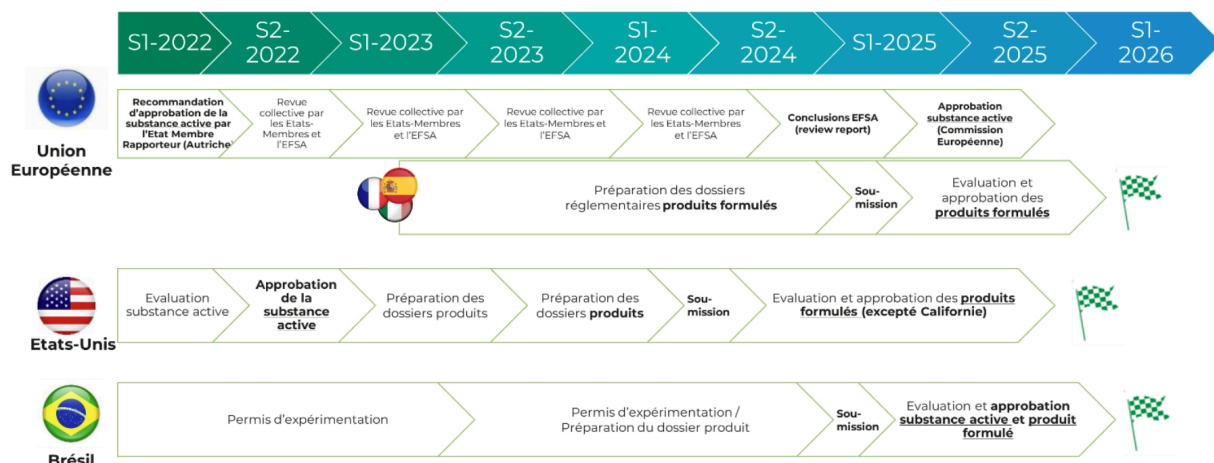 S1-2022
S2-
2022
S1-2023
S2-
2023
S1-
2024
S2-
2024
S1-2025
S2-
2025
S1-
2026
Union
Européenne
Recommandation
d'approbation de la
substance active par
l'Etat Membre
Rapporteur (Autriche)
Revue
collective par
les Etats-
Membres et
l'EFSA
Revue collective par
les Etats-Membres
et l'EFSA
Revue collective par
les Etats-Membres et
l'EFSA
Revue collective par
les Etats-Membres
et l'EFSA
Conclusions EFSA
(review report)
Approbation
substance active
(Commission
Européenne)
Préparation des dossiers
réglementaires produits formulés
Sou-
mission
Evaluation et
approbation des
produits formulés
Etats-Unis
Evaluation
substance active
Approbation
de la
substance
active
Préparation des
dossiers produits
Préparation des
dossiers produits
Sou-
mission
Evaluation et approbation des produits
formulés (excepté Californie)
Brésil
Permis d'expérimentation
Permis d'expérimentation /
Préparation du dossier produit
Sou-
mission
Evaluation et approbation
substance active et produit
formulé